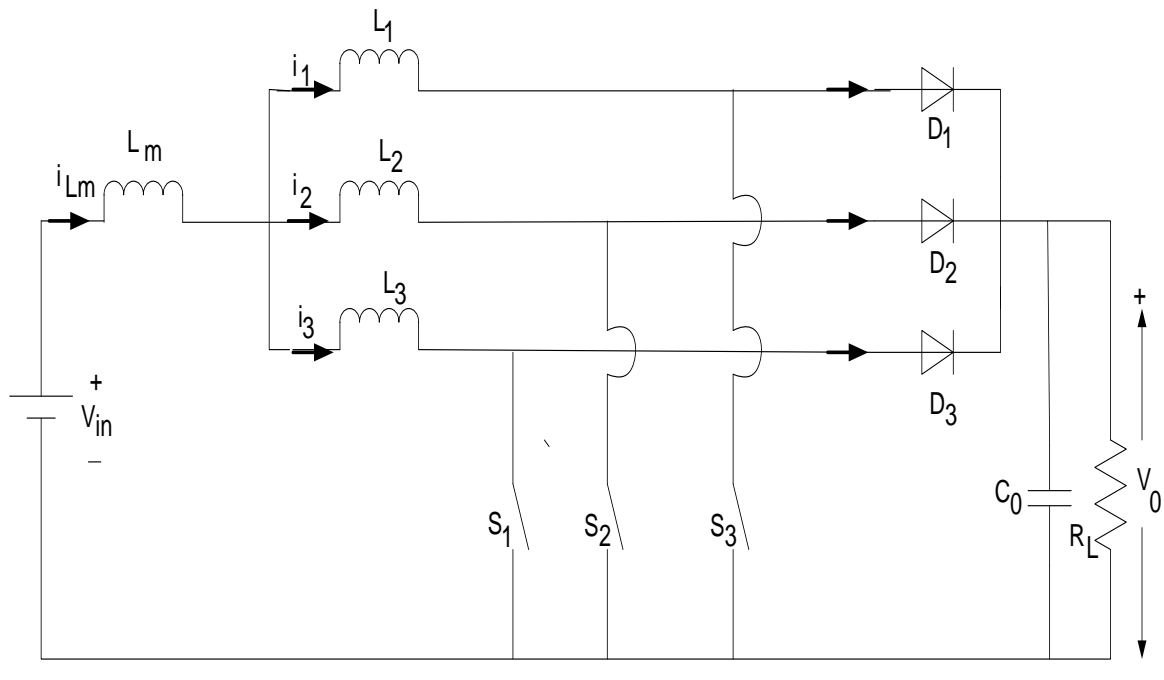 L1
i1
D1
Lm
iLm
L2
i2
D2
L3
i3
D3
+
Vin
–
S1
S2
S3
C0
RL
+
V0